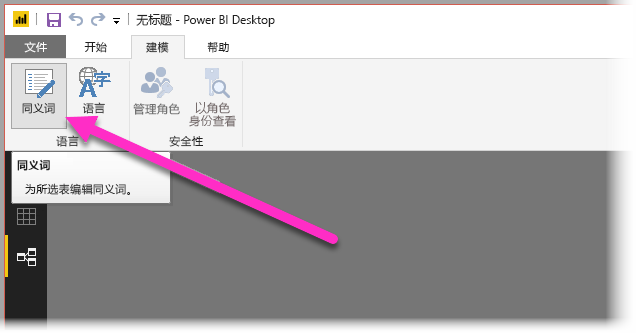 无标题 - Power BI Desktop
文件 开始 建模 帮助
同义词 语言 管理角色 以角色
身份查看
语言 安全性
同义词
为所选表编辑同义词。